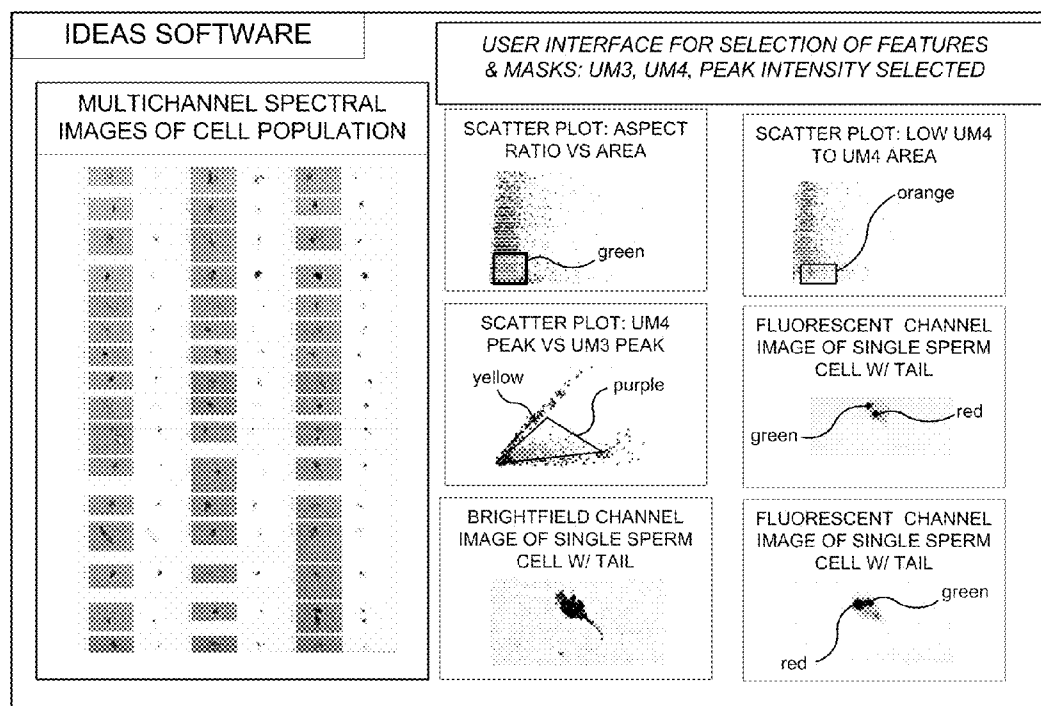 IDEAS SOFTWARE
USER INTERFACE FOR SELECTION OF FEATURES
& MASKS: UM3, UM4, PEAK INTENSITY SELECTED
MULTICHANNEL SPECTRAL
IMAGES OF CELL POPULATION
SCATTER PLOT: ASPECT
RATIO VS AREA
green
SCATTER PLOT: LOW UM4
TO UM4 AREA
orange
SCATTER PLOT: UM4
PEAK VS UM3 PEAK
yellow
purple
FLUORESCENT CHANNEL
IMAGE OF SINGLE SPERM
CELL W/ TAIL
green
red
BRIGHTFIELD CHANNEL
IMAGE OF SINGLE SPERM
CELL W/ TAIL
FLUORESCENT CHANNEL
IMAGE OF SINGLE SPERM
CELL W/ TAIL
green
red